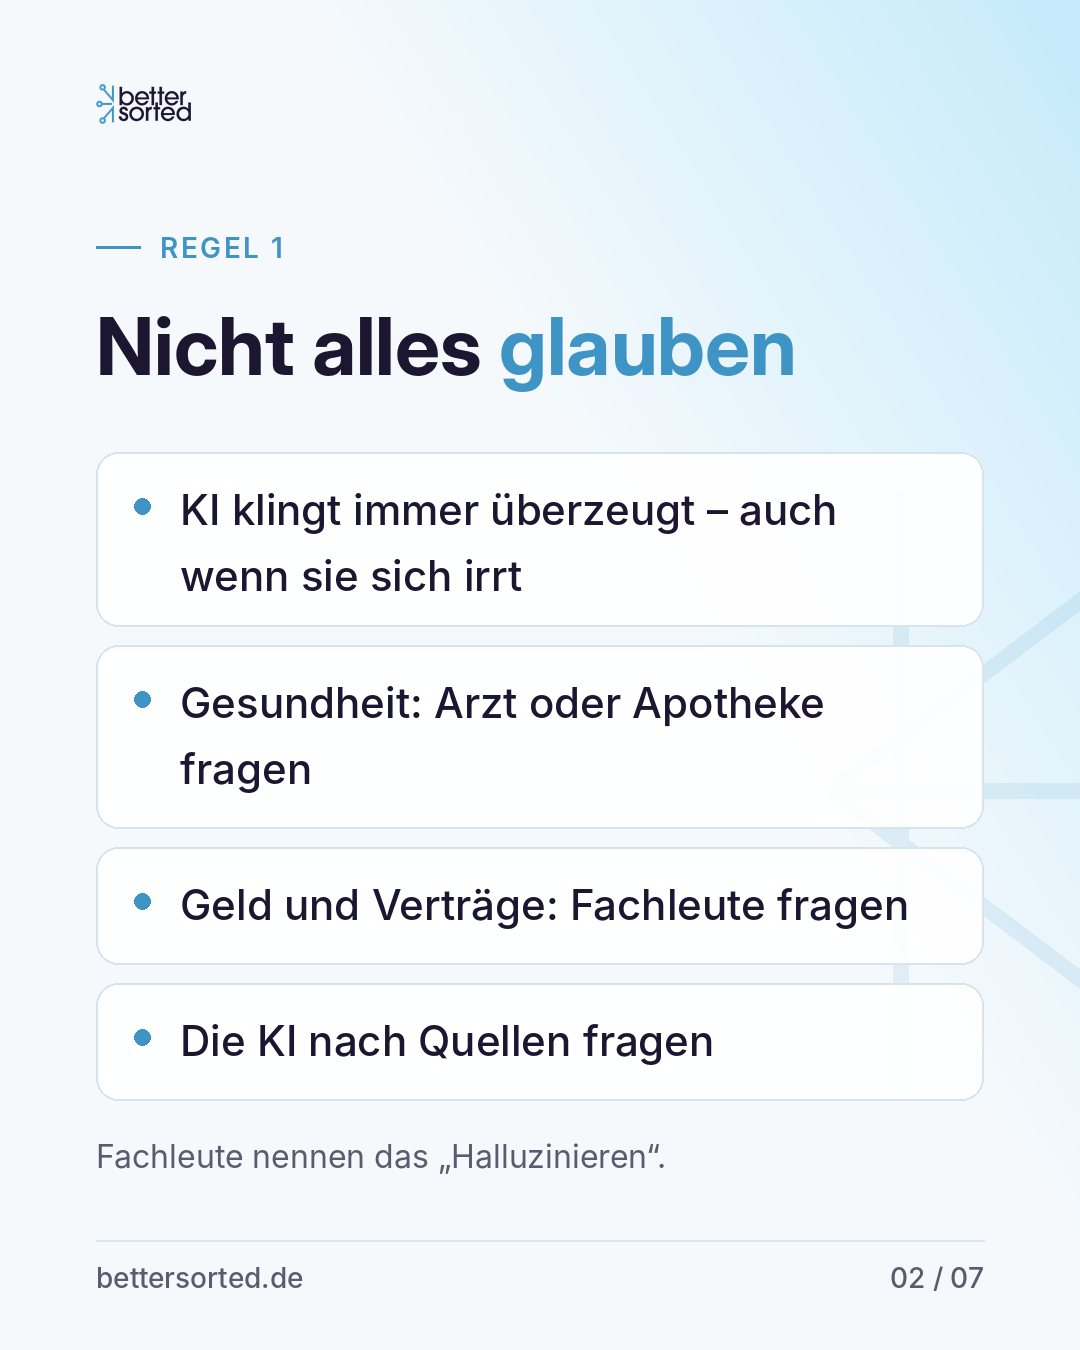 better
sorted
REGEL 1
Nicht alles glauben
KI klingt immer überzeugt – auch
wenn sie sich irrt
Gesundheit: Arzt oder Apotheke
fragen
Geld und Verträge: Fachleute fragen
Die KI nach Quellen fragen
Fachleute nennen das „Halluzinieren“.
bettersorted.de
02 / 07